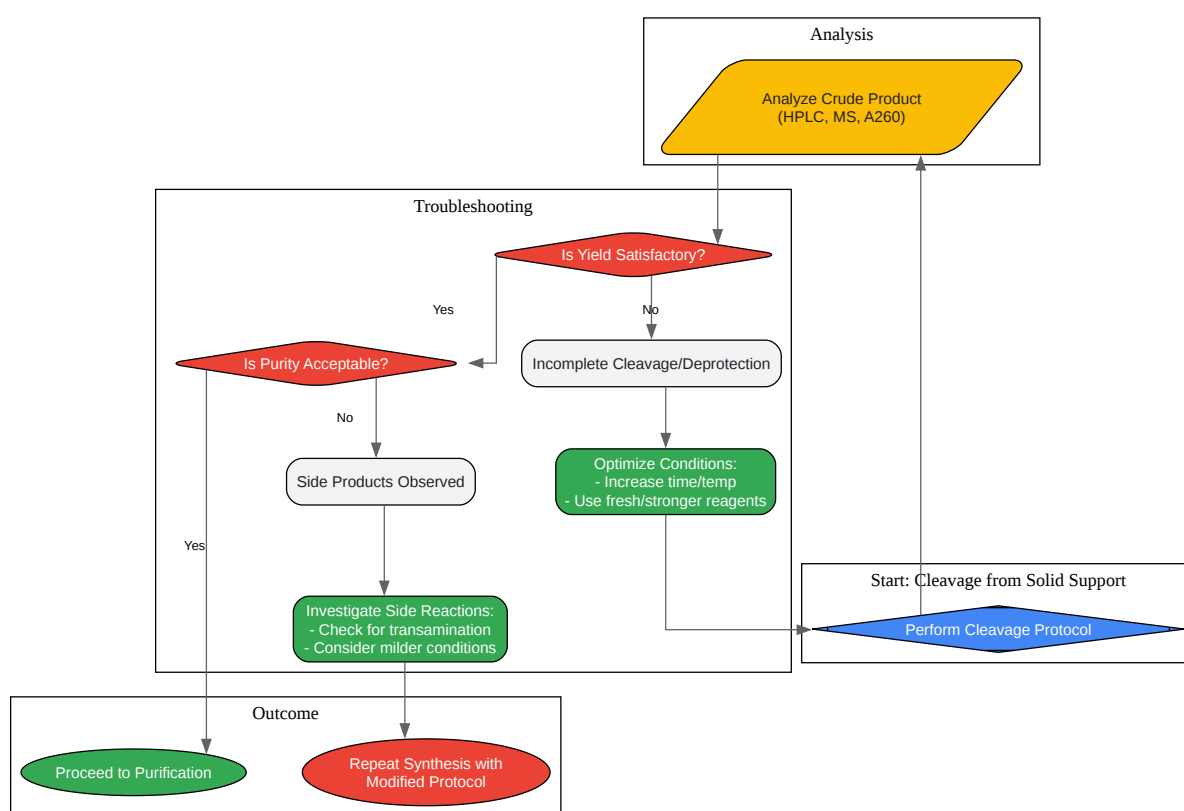 Analysis
Analyze Crude Product
(HPLC, MS, A260)
Troubleshooting
Is Yield Satisfactory?
Yes
No
Is Purity Acceptable?
Incomplete Cleavage/Deprotection
No
Side Products Observed
Optimize Conditions:
- Increase time/temp
- Use fresh/stronger reagents
Yes
Start: Cleavage from Solid Support
Perform Cleavage Protocol
Investigate Side Reactions:
- Check for transamination
- Consider milder conditions
Outcome
Proceed to Purification
Repeat Synthesis with
Modified Protocol